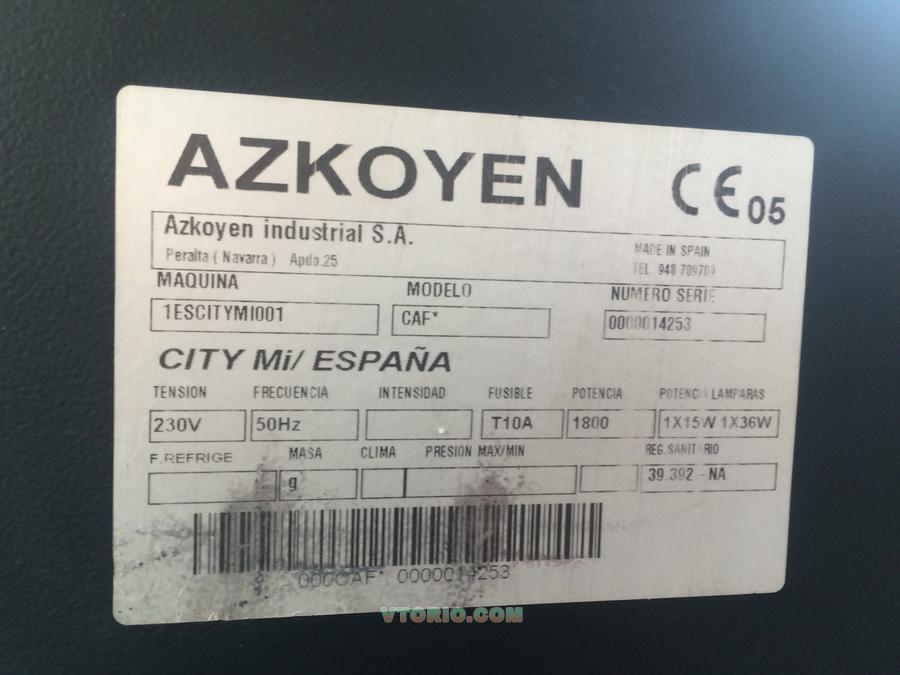 AZKOYEN
CE 05
Azkoyen industrial S.A.
Peralta ( Navarra ) Apdo.25
MADE IN SPAIN
TEL. 948 709709
MAQUINA MODELO NUMERO SERIE
1ESCITYMI001 CAF* 0000014253
CITY Mi/ ESPAÑA
TENSION FRECUENCIA INTENSIDAD FUSIBLE POTENCIA POTENCIA LAMPARAS
230V 50Hz T10A 1800 1X15W 1X36W
F.REFRIGE MASA CLIMA PRESION MAX/MIN REG.SANITARIO
g 39.392 -NA
000CAF* 0000014253
VTORIO.COM